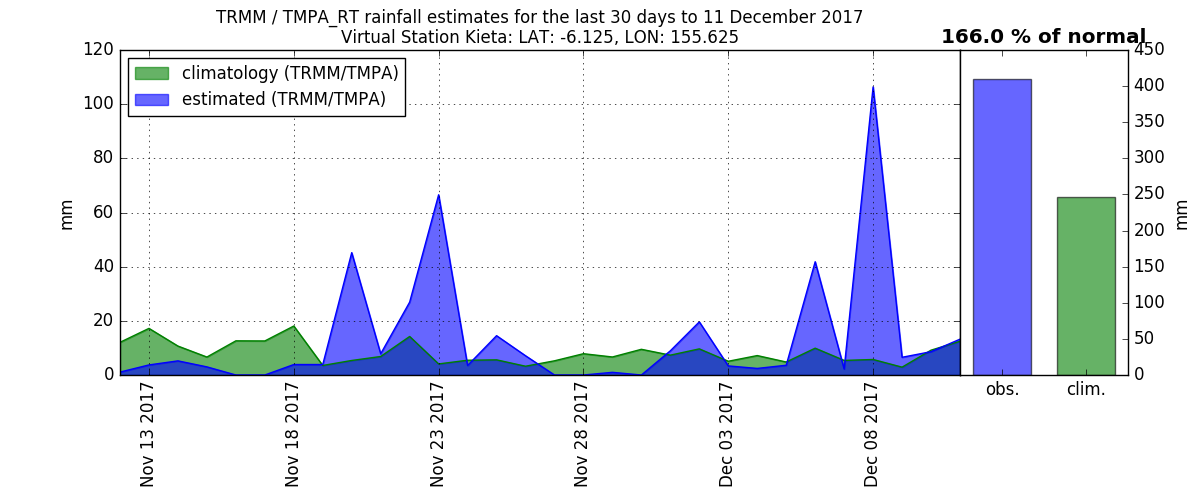 TRMM / TMPA_RT rainfall estimates for the last 30 days to 11 December 2017
Virtual Station Kieta: LAT: -6.125, LON: 155.625
166.0 % of normal
climatology (TRMM/TMPA)
estimated (TRMM/TMPA)
mm
120
100
80
60
40
20
0
Nov 13 2017
Nov 18 2017
Nov 23 2017
Nov 28 2017
Dec 03 2017
Dec 08 2017
obs.
clim.
450
400
350
300
250
200
150
100
50
0
mm